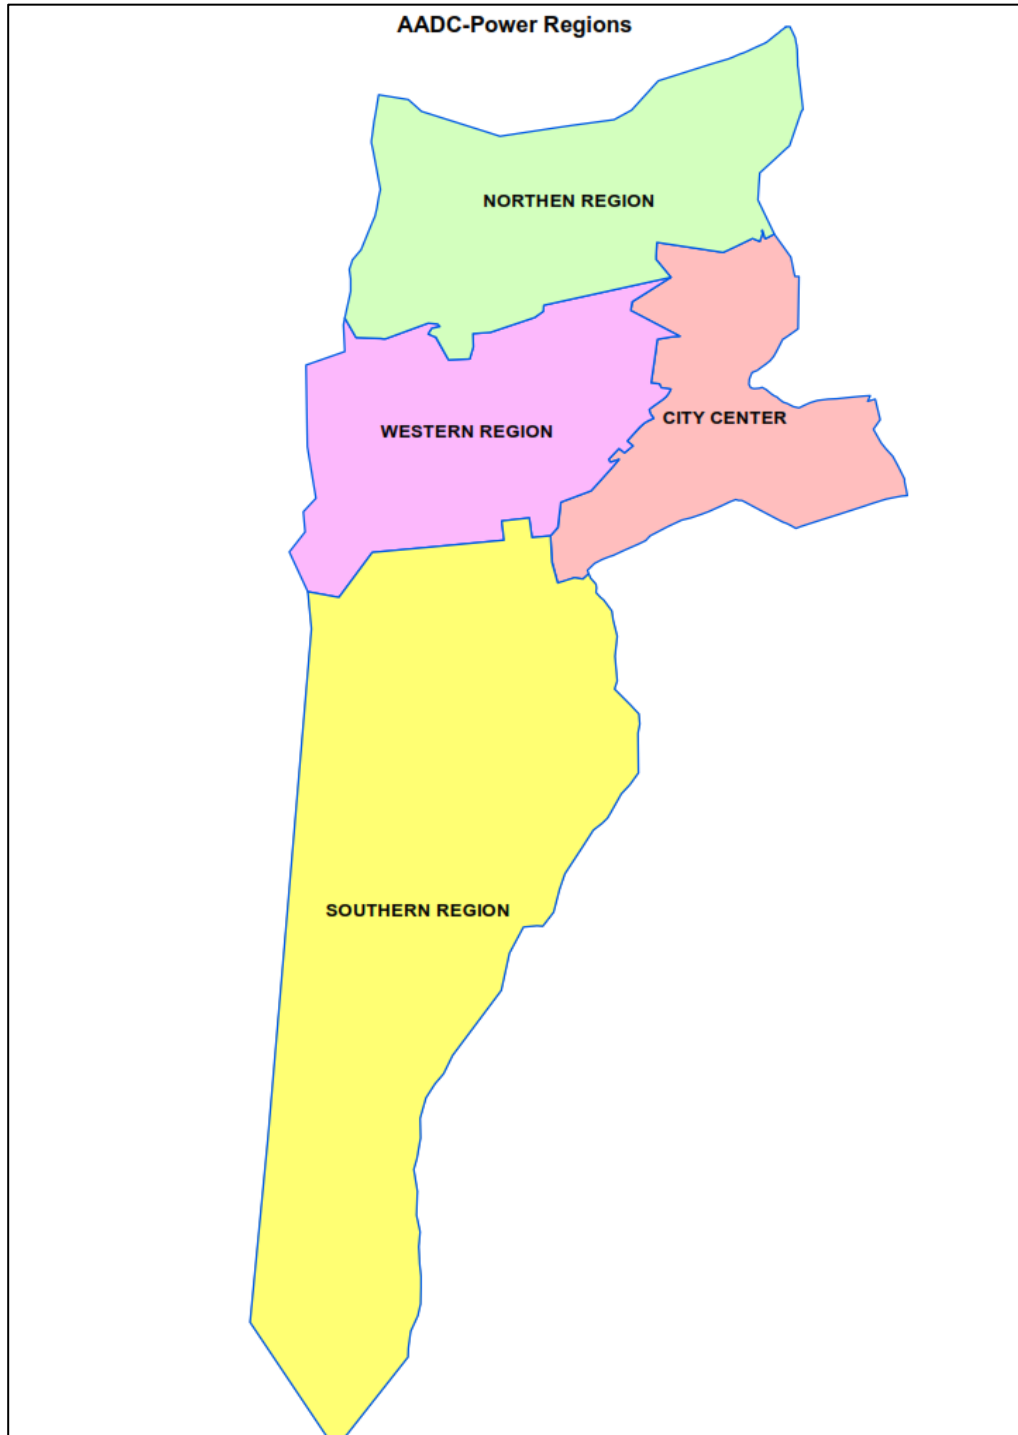 AADC-Power Regions
NORTHEN REGION
WESTERN REGION
CITY CENTER
SOUTHERN REGION